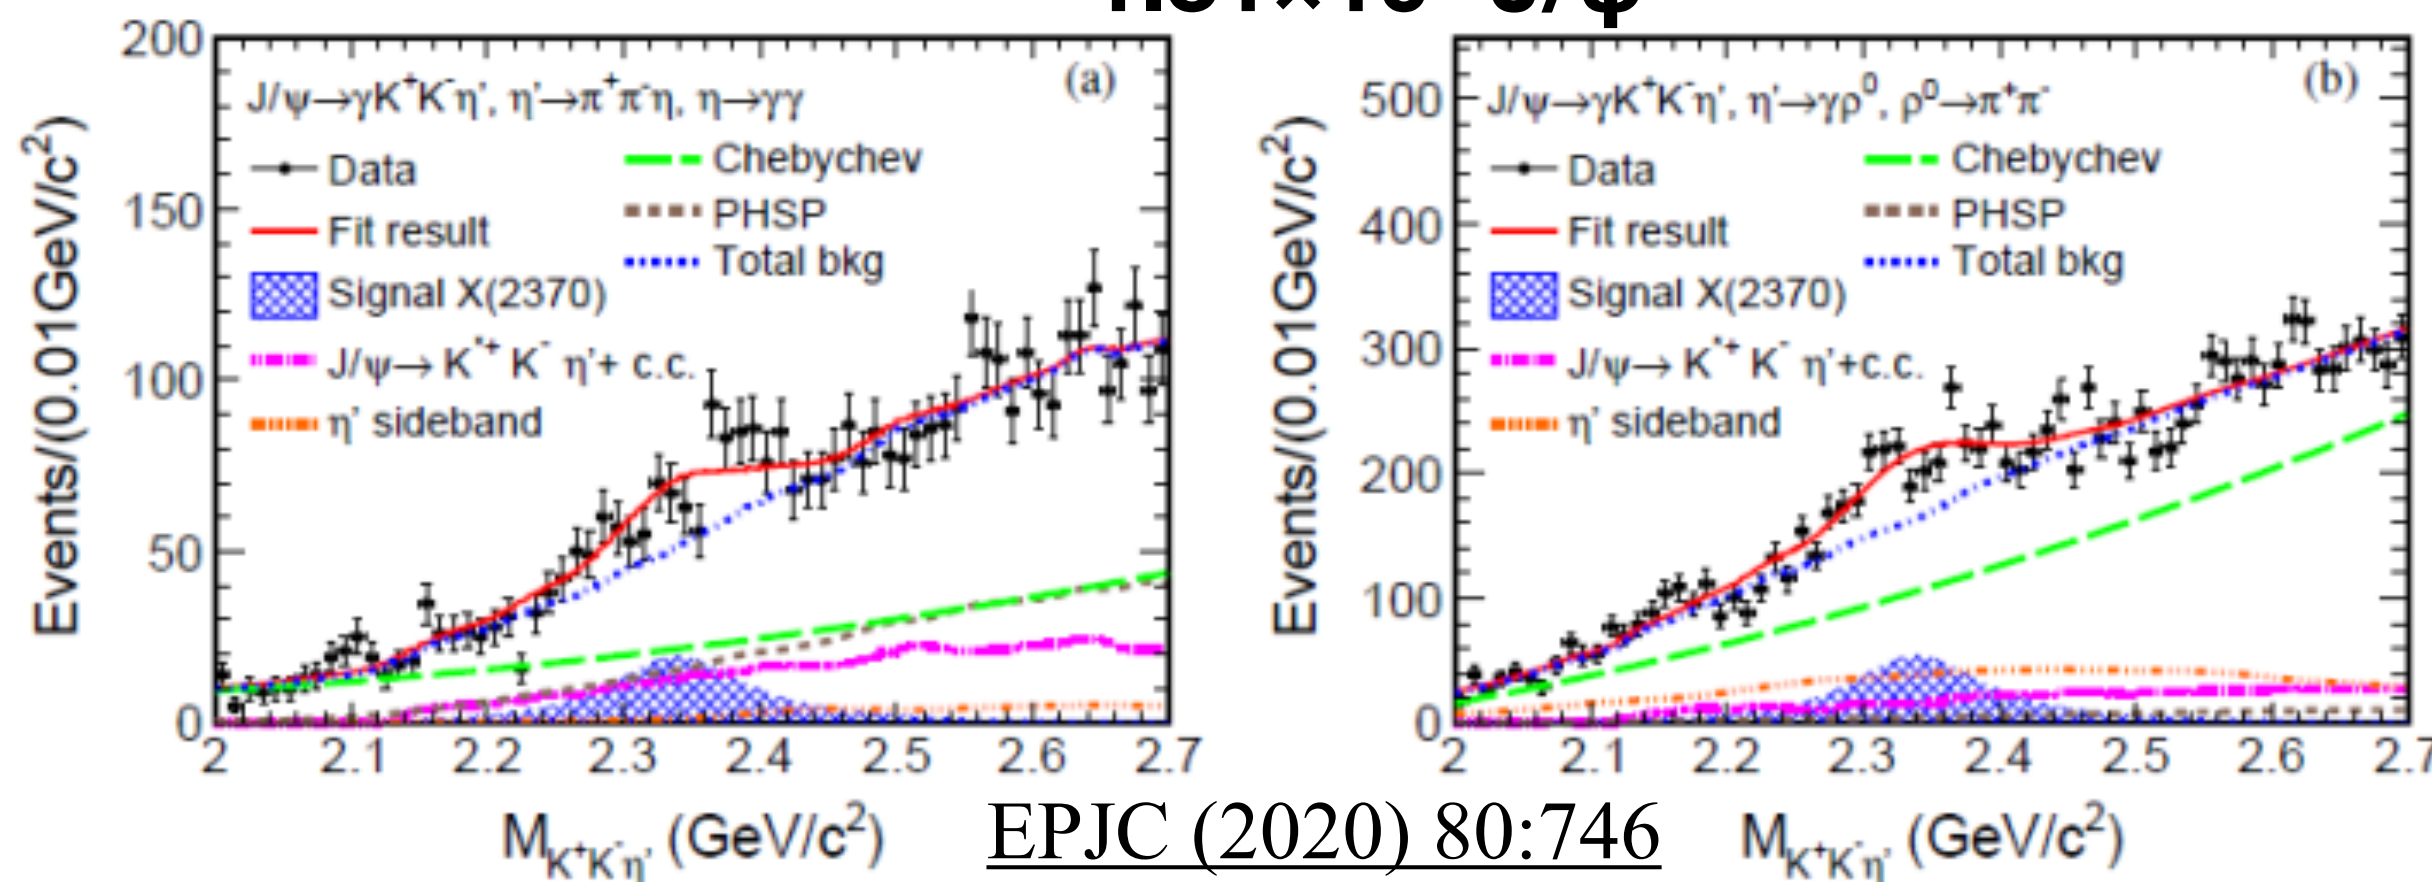 J/ψ
200
(a)
J/ψ→γK⁺K⁻η', η'→π⁺π⁻η, η→γγ
Data
Chebychev
Fit result
PHSP
Signal X(2370)
Total bkg
J/ψ→ K*⁺ K⁻ η'+ c.c.
η' sideband
150
100
50
0
Events/(0.01GeV/c²)
2 2.1 2.2 2.3 2.4 2.5 2.6 2.7
M_K⁺K⁻η' (GeV/c²)
(b)
J/ψ→γK⁺K⁻η', η'→γρ⁰, ρ⁰→π⁺π⁻
Data
Chebychev
Fit result
PHSP
Signal X(2370)
Total bkg
J/ψ→ K*⁺ K⁻ η'+c.c.
η' sideband
500
400
300
200
100
0
Events/(0.01GeV/c²)
2 2.1 2.2 2.3 2.4 2.5 2.6 2.7
M_K⁺K⁻η' (GeV/c²)
EPJC (2020) 80:746